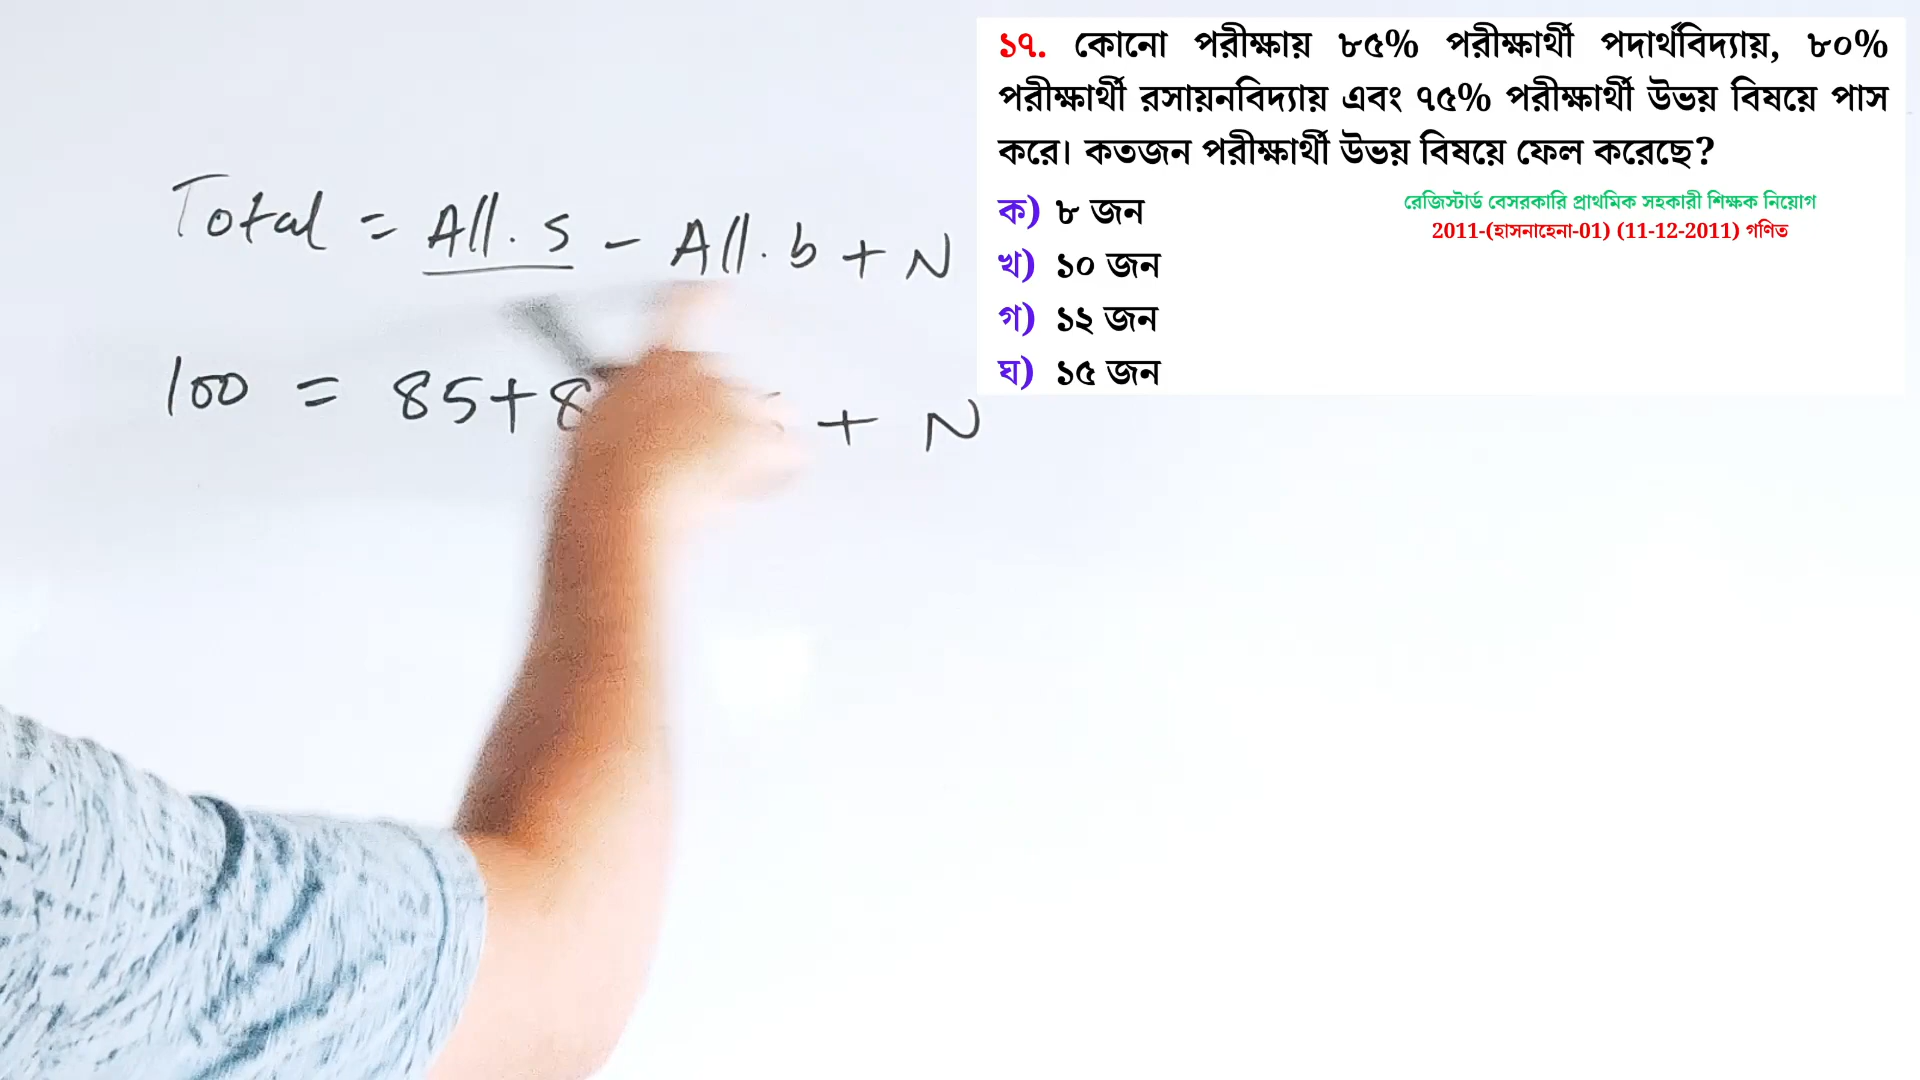 Total = All. s - All. b + N
100 = 85+8 + N
১৭. কোনো পরীক্ষায় ৮৫% পরীক্ষার্থী পদার্থবিদ্যায়, ৮০%
পরীক্ষার্থী রসায়নবিদ্যায় এবং ৭৫% পরীক্ষার্থী উভয় বিষয়ে পাস
করে। কতজন পরীক্ষার্থী উভয় বিষয়ে ফেল করেছে?
রেজিস্টার্ড বেসরকারি প্রাথমিক সহকারী শিক্ষক নিয়োগ
2011-(হাসনাহেনা-01) (11-12-2011) গণিত
ক) ৮ জন
খ) ১০ জন
গ) ১২ জন
ঘ) ১৫ জন